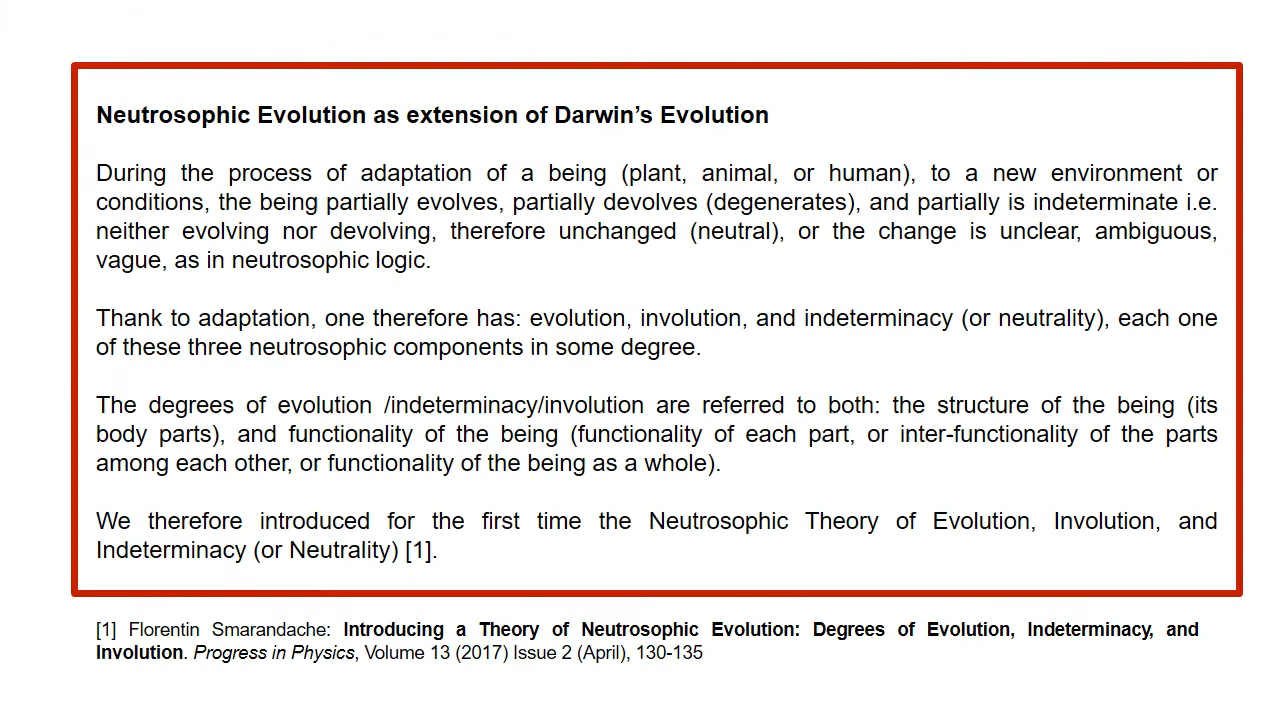 Neutrosophic Evolution as extension of Darwin’s Evolution
During the process of adaptation of a being (plant, animal, or human), to a new environment or
conditions, the being partially evolves, partially devolves (degenerates), and partially is indeterminate i.e.
neither evolving nor devolving, therefore unchanged (neutral), or the change is unclear, ambiguous,
vague, as in neutrosophic logic.
Thank to adaptation, one therefore has: evolution, involution, and indeterminacy (or neutrality), each one
of these three neutrosophic components in some degree.
The degrees of evolution /indeterminacy/involution are referred to both: the structure of the being (its
body parts), and functionality of the being (functionality of each part, or inter-functionality of the parts
among each other, or functionality of the being as a whole).
We therefore introduced for the first time the Neutrosophic Theory of Evolution, Involution, and
Indeterminacy (or Neutrality) [1].
[1] Florentin Smarandache: Introducing a Theory of Neutrosophic Evolution: Degrees of Evolution, Indeterminacy, and
Involution. Progress in Physics, Volume 13 (2017) Issue 2 (April), 130-135